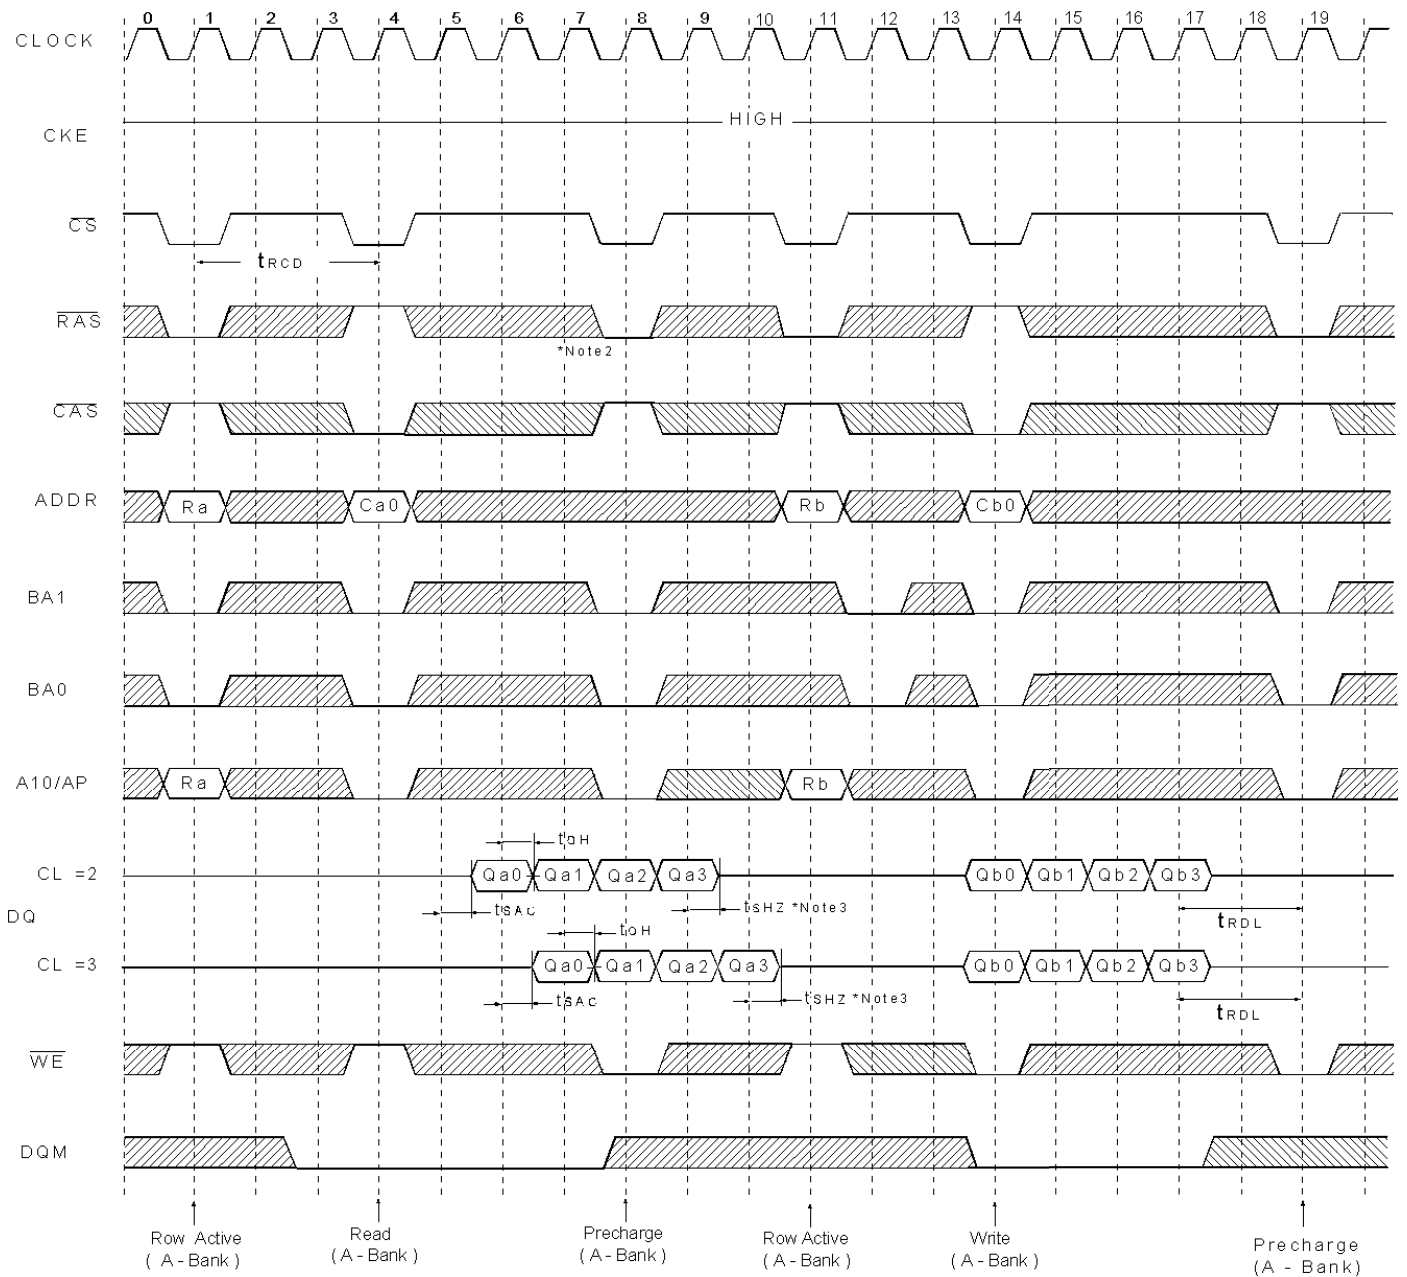 0 1 2 3 4 5 6 7 8 9 10 11 12 13 14 15 16 17 18 19
CLOCK
HIGH
CKE
CS
tRCD
RAS
*Note2
CAS
ADDR Ra Ca0 Rb Cb0
BA1
BA0
A10/AP Ra Rb
tOH
CL =2 Qa0 Qa1 Qa2 Qa3 Qb0 Qb1 Qb2 Qb3
tSAC tSHZ *Note3
DQ tRDL
tOH
CL =3 Qa0 Qa1 Qa2 Qa3 Qb0 Qb1 Qb2 Qb3
tSAC tSHZ *Note3
tRDL
WE
DQM
Row Active Read Precharge Row Active Write Precharge
( A - Bank ) ( A - Bank ) ( A - Bank ) ( A - Bank ) ( A - Bank ) (A - Bank)